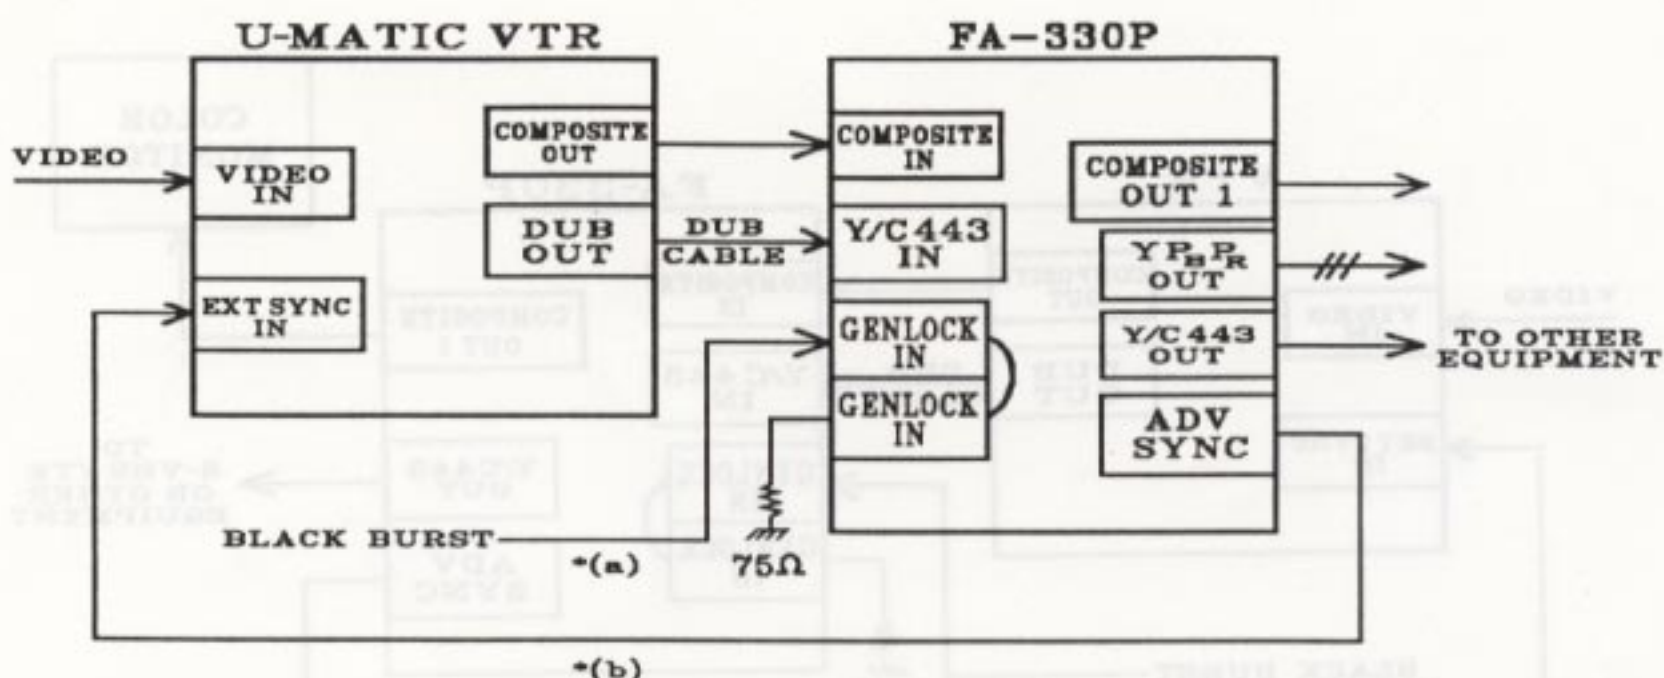 U-MATIC VTR
FA-330P
VIDEO
VIDEO
IN
COMPOSITE
OUT
DUB
OUT
EXT SYNC
IN
DUB
CABLE
COMPOSITE
IN
Y/C 443
IN
GENLOCK
IN
GENLOCK
IN
COMPOSITE
OUT 1
Y PB PR
OUT
Y/C 443
OUT
ADV
SYNC
TO OTHER
EQUIPMENT
BLACK BURST
*(a)
75Ω
*(b)